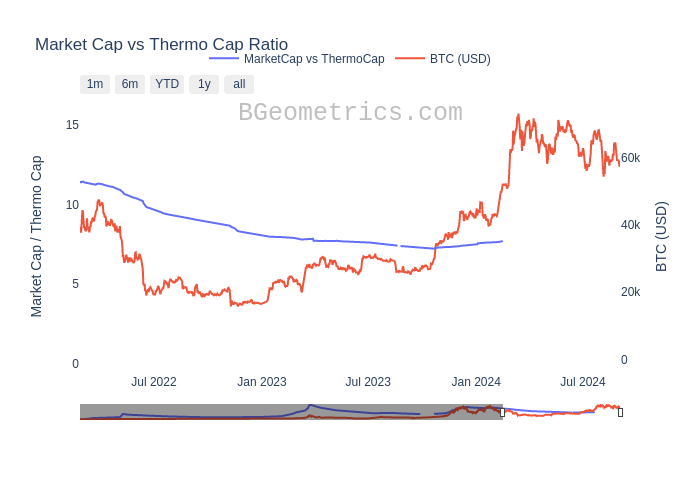 Market Cap vs Thermo Cap Ratio
MarketCap vs ThermoCap
BTC (USD)
1m
6m
YTD
1y
all
BGeometrics.com
15
10
5
0
Market Cap / Thermo Cap
60k
40k
20k
0
BTC (USD)
Jul 2022
Jan 2023
Jul 2023
Jan 2024
Jul 2024